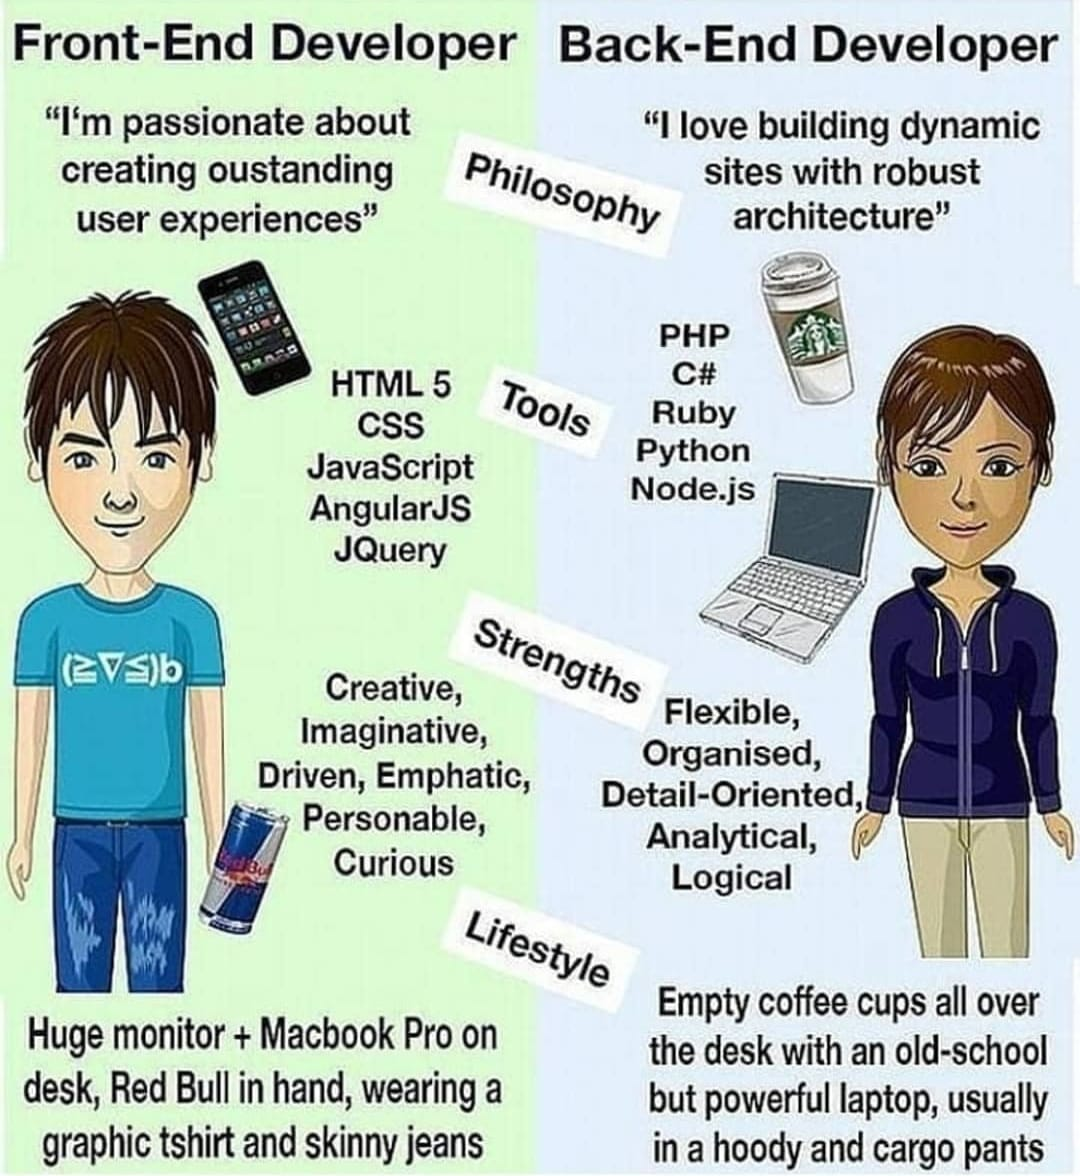 Front-End Developer
Back-End Developer
“I'm passionate about
creating oustanding
user experiences”
Philosophy
“I love building dynamic
sites with robust
architecture”
HTML 5
CSS
JavaScript
AngularJS
JQuery
Tools
PHP
C#
Ruby
Python
Node.js
(≧∇≦)b
Creative,
Imaginative,
Driven, Emphatic,
Personable,
Curious
Strengths
Flexible,
Organised,
Detail-Oriented,
Analytical,
Logical
Red Bull
Lifestyle
Huge monitor + Macbook Pro on
desk, Red Bull in hand, wearing a
graphic tshirt and skinny jeans
Empty coffee cups all over
the desk with an old-school
but powerful laptop, usually
in a hoody and cargo pants